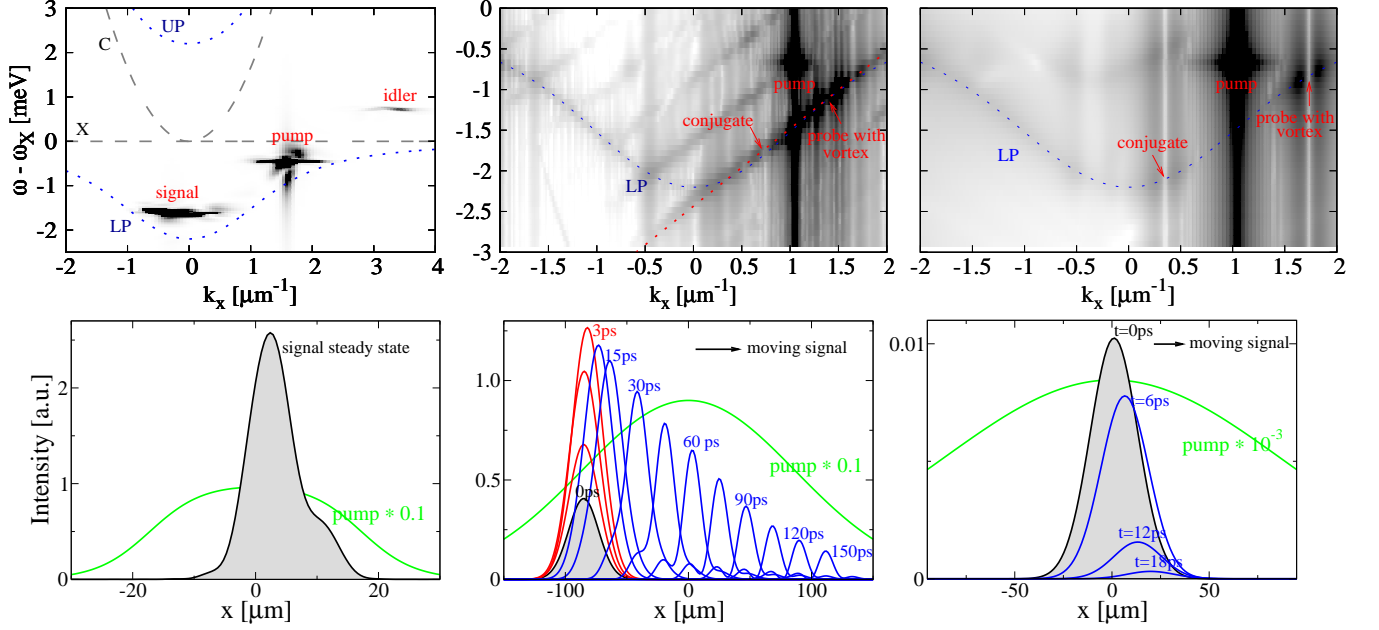 3
2
1
0
-1
-2
ω - ωX [meV]
UP
C
X
idler
pump
signal
LP
-2 -1 0 1 2 3 4
kx [μm-1]
0
-0.5
-1
-1.5
-2
-2.5
-3
pump
conjugate
probe with
vortex
LP
-2 -1.5 -1 -0.5 0 0.5 1 1.5 2
kx [μm-1]
pump
probe with
vortex
conjugate
LP
-2 -1.5 -1 -0.5 0 0.5 1 1.5 2
kx [μm-1]
Intensity [a.u.]
2
1
0
signal steady state
pump * 0.1
-20 0 20
x [μm]
1.0
0.5
0
3ps
15ps
30ps
moving signal
60 ps
pump * 0.1
0ps
90ps
120ps
150ps
-100 0 100
x [μm]
0.01
0
t=0ps
moving signal
t=6ps
pump * 10-3
t=12ps
t=18ps
-50 0 50
x [μm]